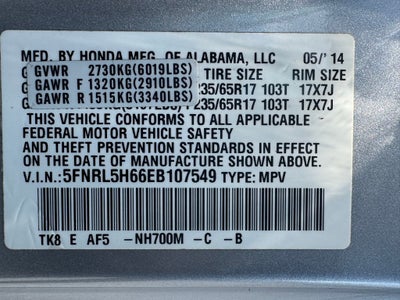 MFD. BY HONDA MFG. OF ALABAMA, LLC 05/'14
TIRE SIZE RIM SIZE
GVWR 2730KG(6019LBS)
GAWR F 1320KG(2910LBS) 235/65R17 103T 17X7J
GAWR R 1515KG(3340LBS) 235/65R17 103T 17X7J
THIS VEHICLE CONFORMS TO ALL APPLICABLE
FEDERAL MOTOR VEHICLE SAFETY
AND THEFT PREVENTION STANDARDS IN EFFECT ON THE
DATE OF MANUFACTURE SHOWN ABOVE.
V.I.N.:5FNRL5H66EB107549 TYPE: MPV
TK8 E AF5 -NH700M -C -B